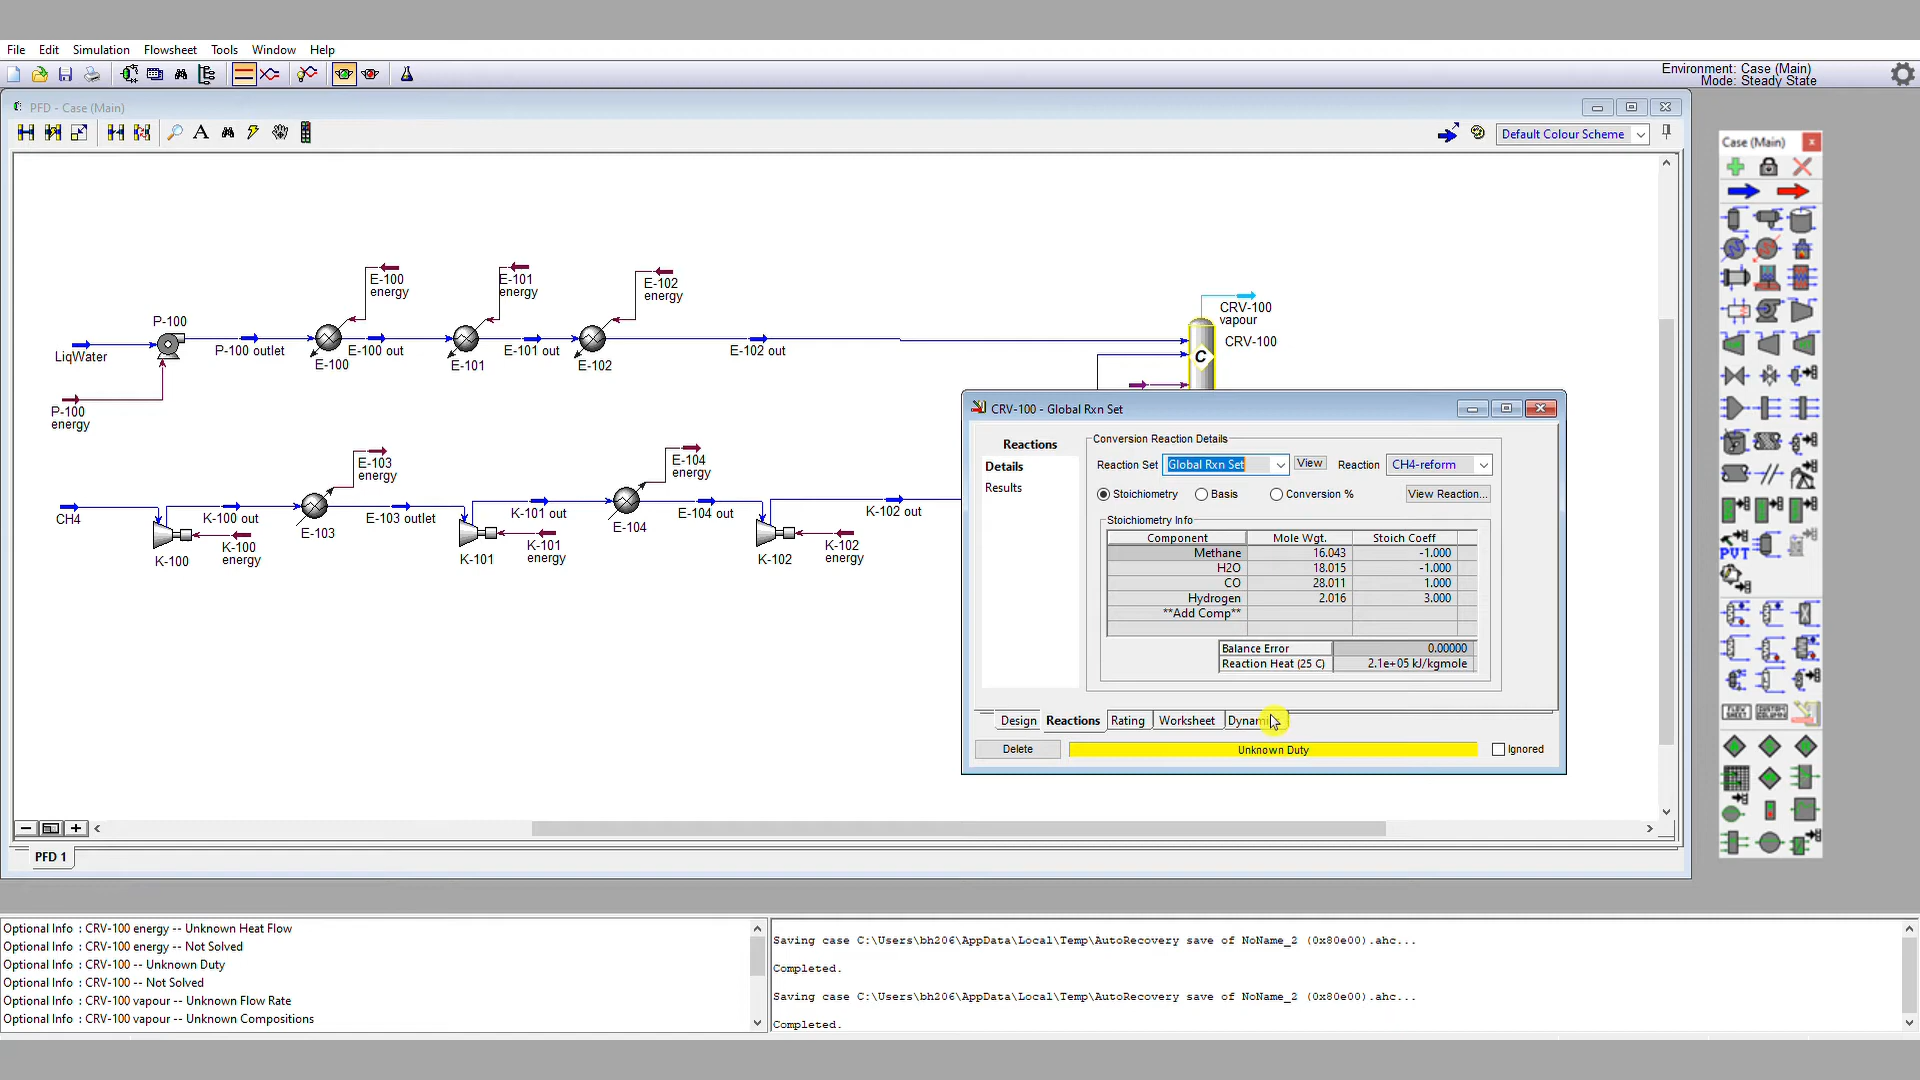 File Edit Simulation Flowsheet Tools Window Help
Environment: Case (Main)
Mode: Steady State
PFD - Case (Main)
A
Default Colour Scheme
Case (Main)
E-100
energy
E-101
energy
E-102
energy
CRV-100
vapour
P-100
LiqWater
P-100 outlet
E-100
E-100 out
E-101
E-101 out
E-102
E-102 out
CRV-100
C
P-100
energy
E-103
energy
E-104
energy
CH4
K-100 out
E-103 outlet
K-101 out
E-104 out
K-102 out
K-100
K-100
energy
E-103
K-101
K-101
energy
E-104
K-102
K-102
energy
CRV-100 - Global Rxn Set
Reactions
Details
Results
Conversion Reaction Details
Reaction Set Global Rxn Set View Reaction CH4-reform
Stoichiometry Basis Conversion % View Reaction...
Stoichiometry Info
Component Mole Wgt. Stoich Coeff
Methane 16.043 -1.000
H2O 18.015 -1.000
CO 28.011 1.000
Hydrogen 2.016 3.000
**Add Comp**
Balance Error 0.00000
Reaction Heat (25 C) 2.1e+05 kJ/kgmole
Design Reactions Rating Worksheet
Delete Unknown Duty Ignored
PVT
PFD 1
Optional Info : CRV-100 energy -- Unknown Heat Flow
Optional Info : CRV-100 energy -- Not Solved
Optional Info : CRV-100 -- Unknown Duty
Optional Info : CRV-100 -- Not Solved
Optional Info : CRV-100 vapour -- Unknown Flow Rate
Optional Info : CRV-100 vapour -- Unknown Compositions
Saving case C:\Users\bh206\AppData\Local\Temp\AutoRecovery save of NoName_2 (0x80e00).ahc...
Completed.
Saving case C:\Users\bh206\AppData\Local\Temp\AutoRecovery save of NoName_2 (0x80e00).ahc...
Completed.